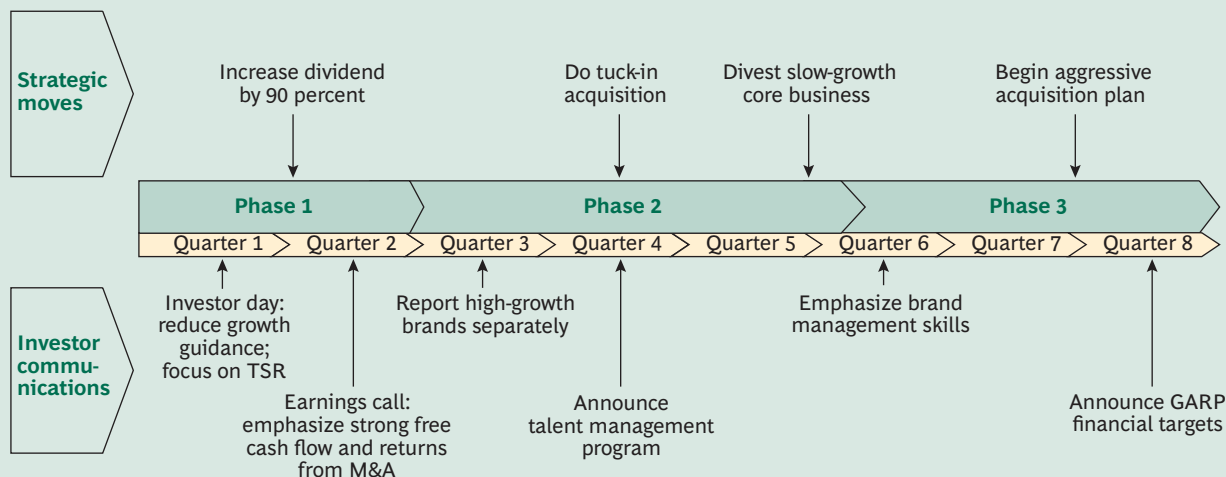 Strategic
moves
Increase dividend
by 90 percent
Do tuck-in
acquisition
Divest slow-growth
core business
Begin aggressive
acquisition plan
Phase 1
Phase 2
Phase 3
Quarter 1
Quarter 2
Quarter 3
Quarter 4
Quarter 5
Quarter 6
Quarter 7
Quarter 8
Investor
commu-
nications
Investor day:
reduce growth
guidance;
focus on TSR
Earnings call:
emphasize strong free
cash flow and returns
from M&A
Report high-growth
brands separately
Announce
talent management
program
Emphasize brand
management skills
Announce GARP
financial targets